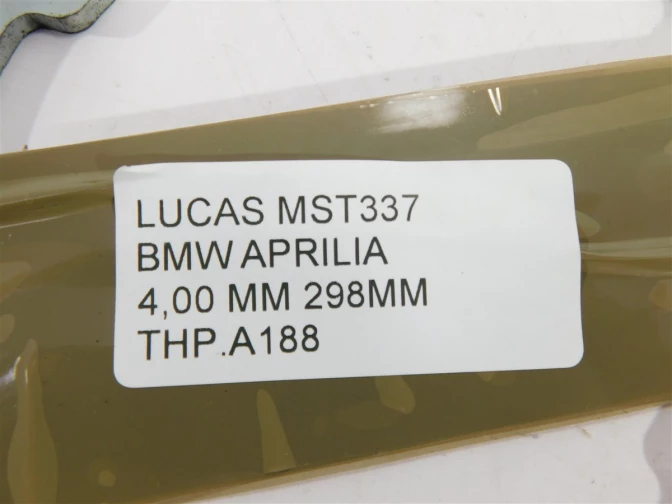 LUCAS MST337
BMW APRILIA
4,00 MM 298MM
THP.A188